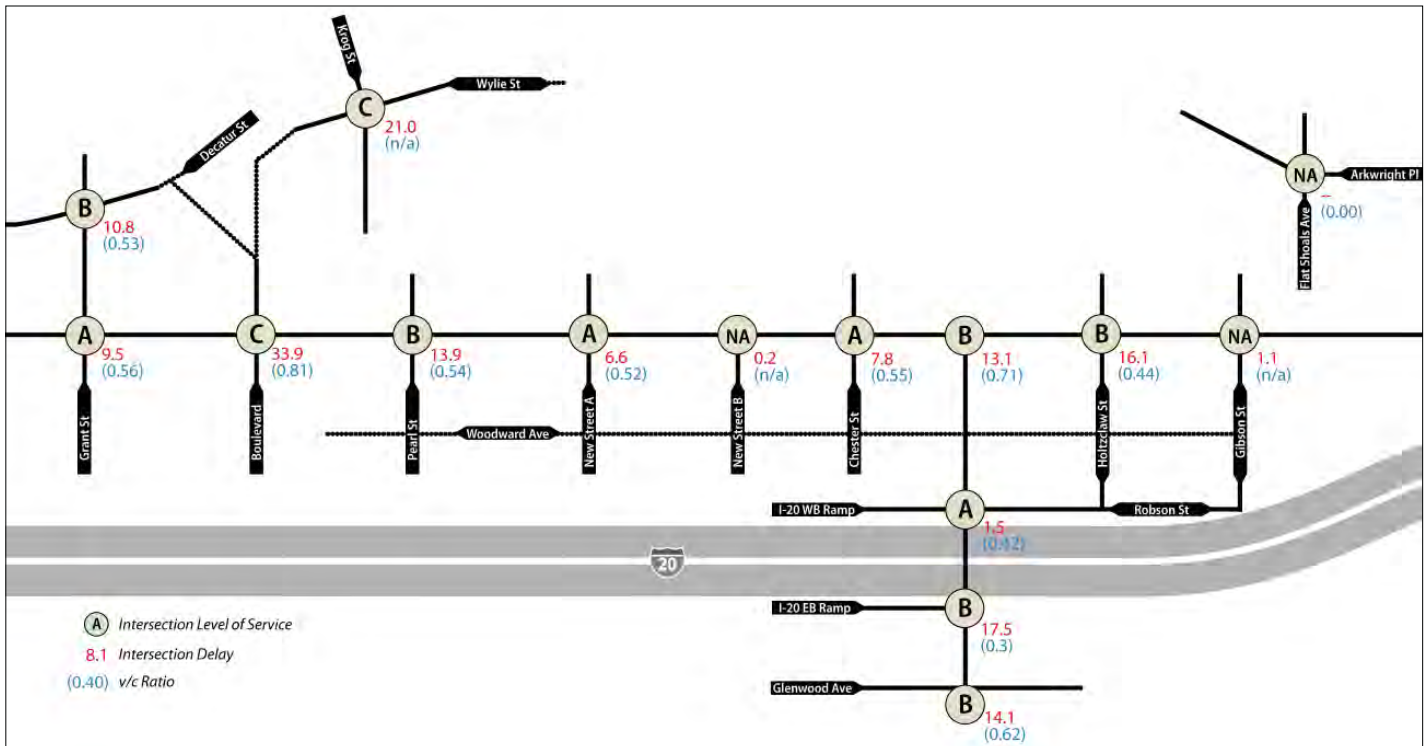 Krog St
Wylie St
C
21.0
(n/a)
Decatur St
B
10.8
(0.53)
NA
Arkwright Pl
–
(0.00)
Flat Shoals Ave
A
9.5
(0.56)
C
33.9
(0.81)
B
13.9
(0.54)
A
6.6
(0.52)
NA
0.2
(n/a)
A
7.8
(0.55)
B
13.1
(0.71)
B
16.1
(0.44)
NA
1.1
(n/a)
Grant St
Boulevard
Pearl St
New Street A
New Street B
Chester St
Holtzclaw St
Gibson St
Woodward Ave
I-20 WB Ramp
A
1.5
(0.42)
Robson St
20
I-20 EB Ramp
B
17.5
(0.3)
Glenwood Ave
B
14.1
(0.62)
A Intersection Level of Service
8.1 Intersection Delay
(0.40) v/c Ratio